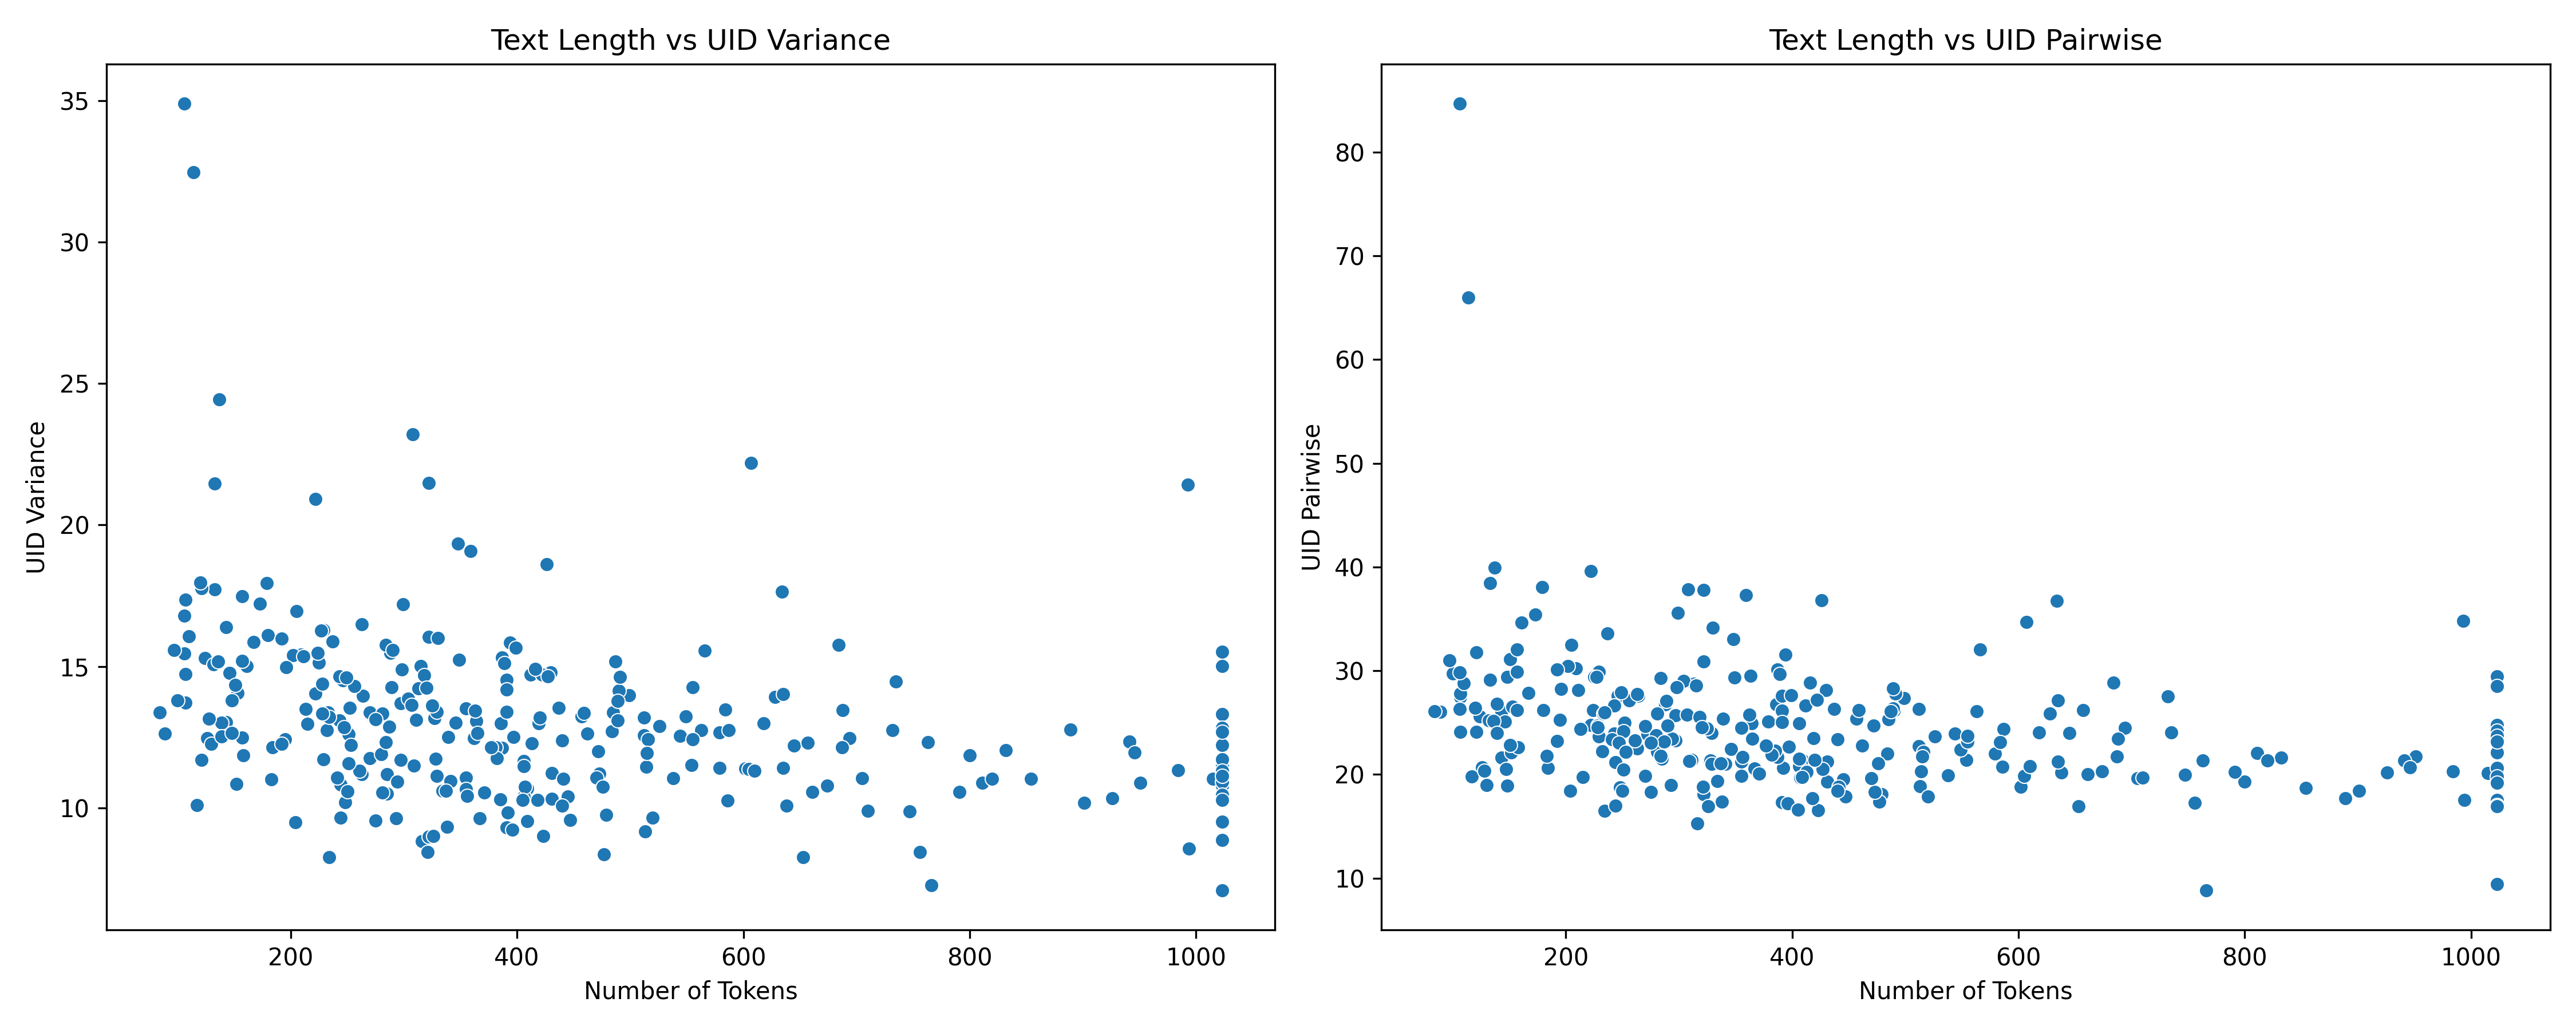 Text Length vs UID Variance
35
30
25
20
15
10
UID Variance
200 400 600 800 1000
Number of Tokens
Text Length vs UID Pairwise
80
70
60
50
40
30
20
10
UID Pairwise
200 400 600 800 1000
Number of Tokens